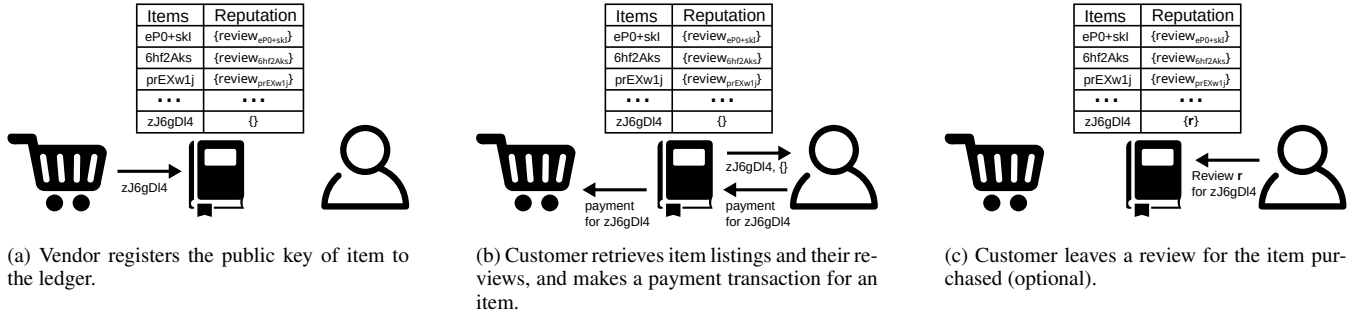 Items Reputation
eP0+skl {review_eP0+skl}
6hf2Aks {review_6hf2Aks}
prEXw1j {review_prEXw1j}
... ...
zJ6gDl4 {}
zJ6gDl4
(a) Vendor registers the public key of item to
the ledger.
Items Reputation
eP0+skl {review_eP0+skl}
6hf2Aks {review_6hf2Aks}
prEXw1j {review_prEXw1j}
... ...
zJ6gDl4 {}
zJ6gDl4, {}
payment
for zJ6gDl4
payment
for zJ6gDl4
(b) Customer retrieves item listings and their re-
views, and makes a payment transaction for an
item.
Items Reputation
eP0+skl {review_eP0+skl}
6hf2Aks {review_6hf2Aks}
prEXw1j {review_prEXw1j}
... ...
zJ6gDl4 {r}
Review r
for zJ6gDl4
(c) Customer leaves a review for the item pur-
chased (optional).